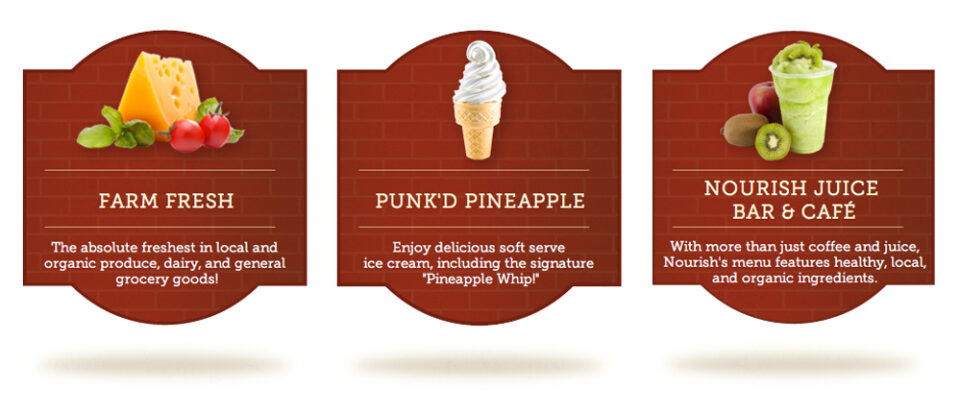 FARM FRESH
The absolute freshest in local and
organic produce, dairy, and general
grocery goods!
PUNK'D PINEAPPLE
Enjoy delicious soft serve
ice cream, including the signature
"Pineapple Whip!"
NOURISH JUICE
BAR & CAFÉ
With more than just coffee and juice,
Nourish's menu features healthy, local,
and organic ingredients.